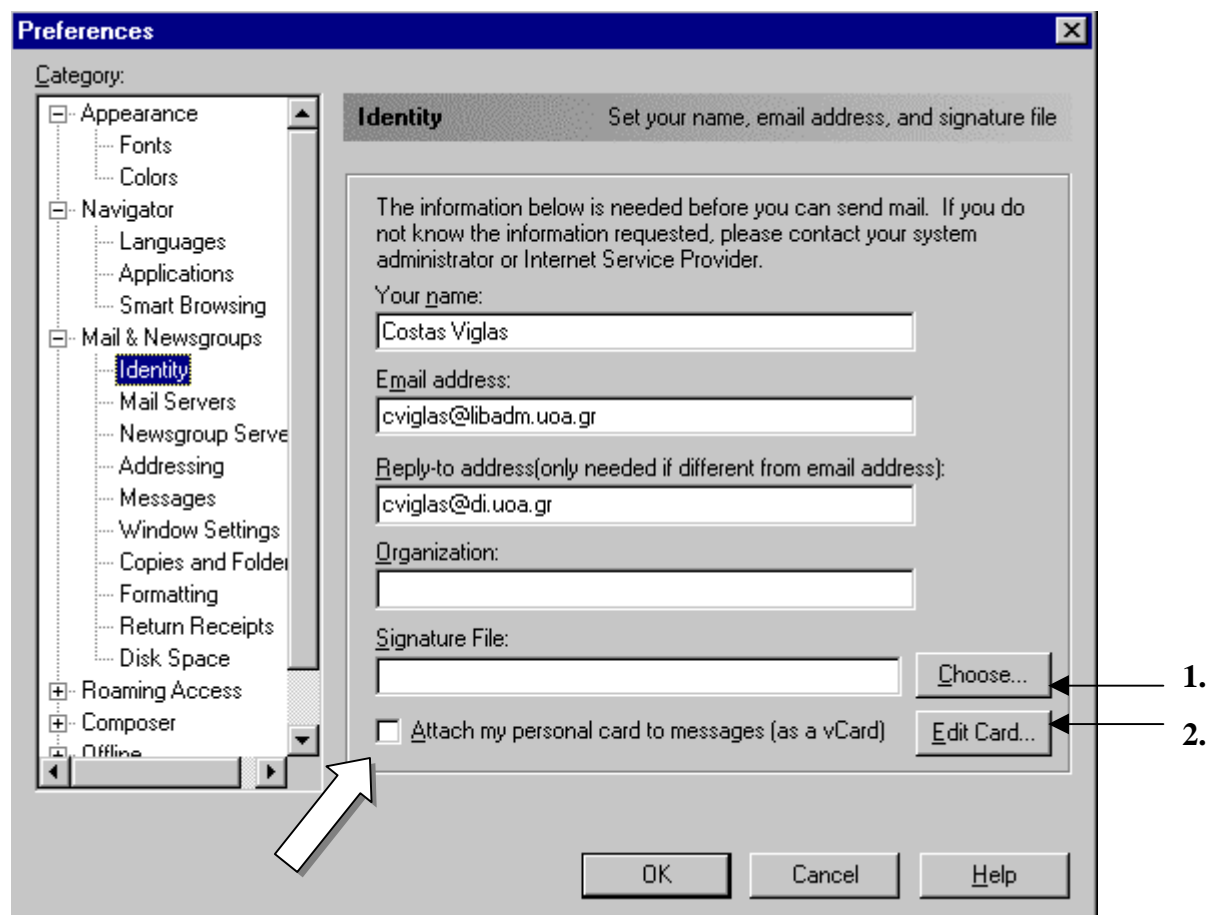 Preferences
Category:
Appearance
Fonts
Colors
Navigator
Languages
Applications
Smart Browsing
Mail & Newsgroups
Identity
Mail Servers
Newsgroup Serve
Addressing
Messages
Window Settings
Copies and Folder
Formatting
Return Receipts
Disk Space
Roaming Access
Composer
Offline
Identity
Set your name, email address, and signature file
The information below is needed before you can send mail. If you do
not know the information requested, please contact your system
administrator or Internet Service Provider.
Your name:
Costas Viglas
Email address:
cviglas@libadm.uoa.gr
Reply-to address(only needed if different from email address):
cviglas@di.uoa.gr
Organization:
Signature File:
Choose...
1.
Attach my personal card to messages (as a vCard)
Edit Card...
2.
OK
Cancel
Help